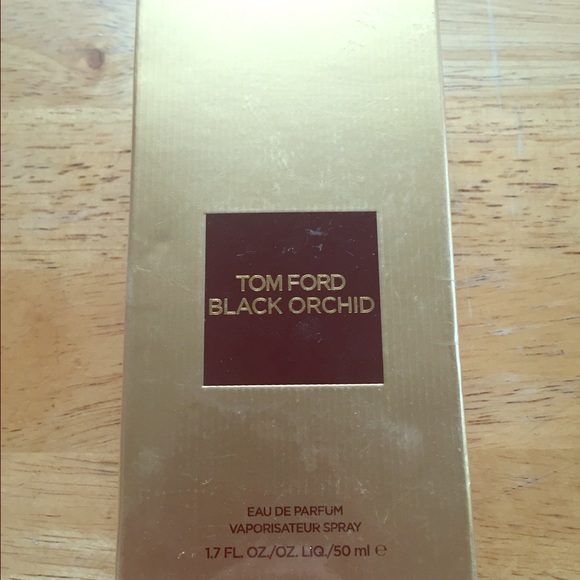 TOM FORD
BLACK ORCHID
EAU DE PARFUM
VAPORISATEUR SPRAY
1.7 FL. OZ./OZ. LIQ./50 ml ℮